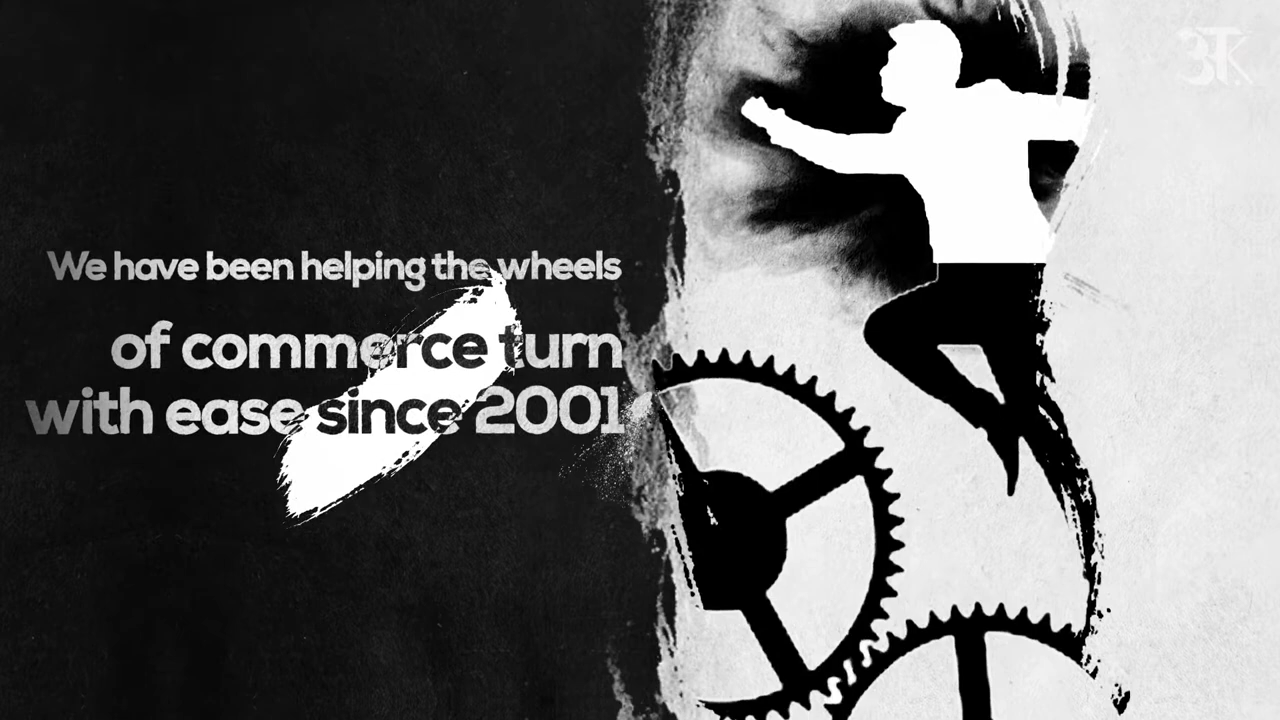 We have been helping the wheels
of commerce turn
with ease since 2001